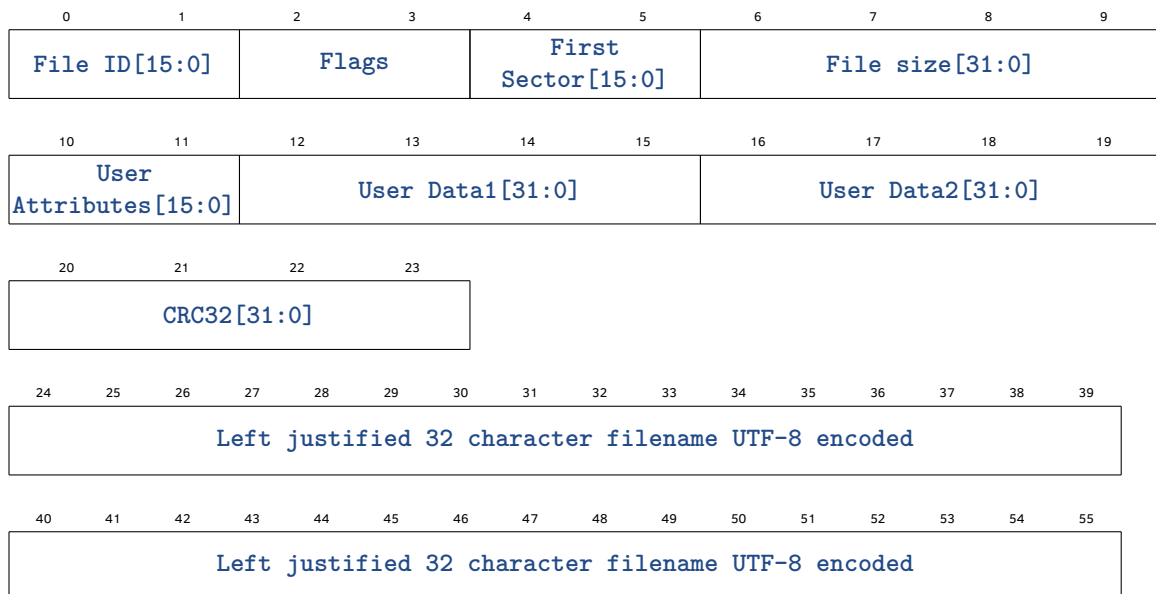 0 1 2 3 4 5 6 7 8 9
File ID[15:0] Flags First Sector[15:0] File size[31:0]
10 11 12 13 14 15 16 17 18 19
User Attributes[15:0] User Data1[31:0] User Data2[31:0]
20 21 22 23
CRC32[31:0]
24 25 26 27 28 29 30 31 32 33 34 35 36 37 38 39
Left justified 32 character filename UTF-8 encoded
40 41 42 43 44 45 46 47 48 49 50 51 52 53 54 55
Left justified 32 character filename UTF-8 encoded